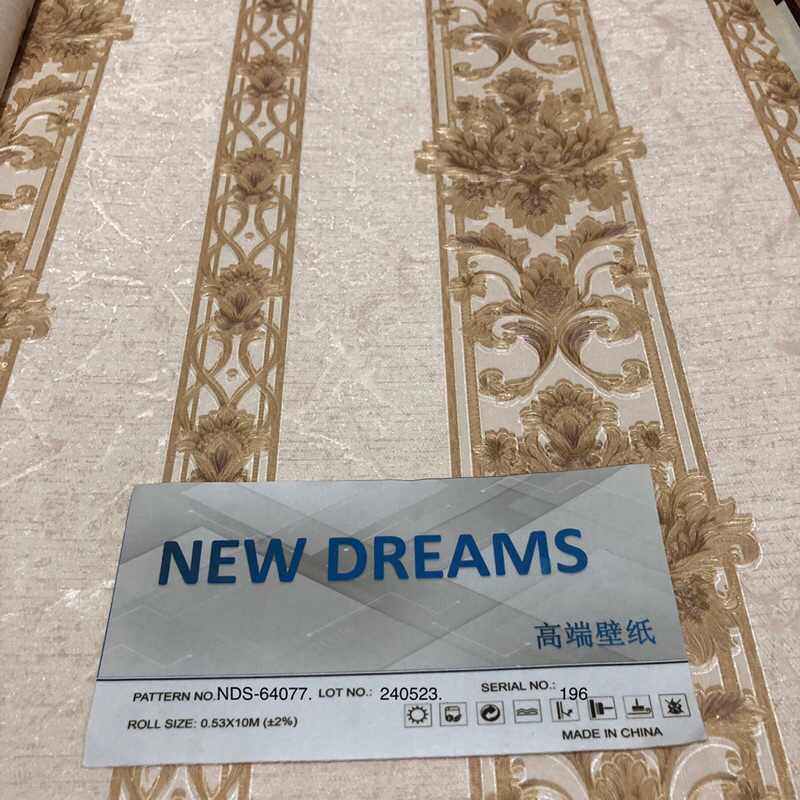 NEW DREAMS
高端壁纸
PATTERN NO.NDS-64077. LOT NO.: 240523. SERIAL NO.: 196
ROLL SIZE: 0.53X10M (±2%)
MADE IN CHINA